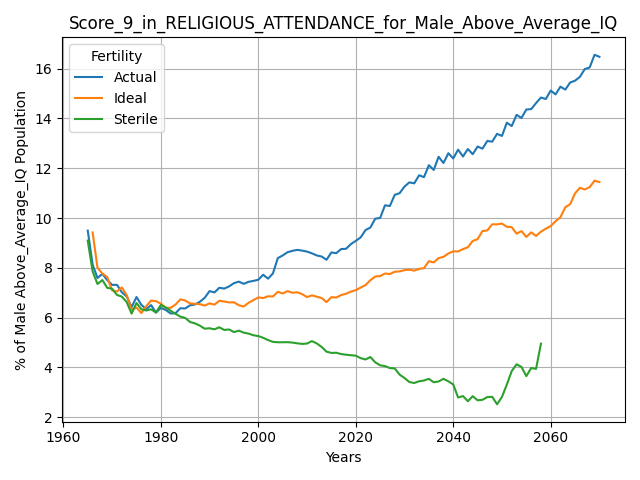 Score_9_in_RELIGIOUS_ATTENDANCE_for_Male_Above_Average_IQ
Fertility
Actual
Ideal
Sterile
% of Male Above_Average_IQ Population
16
14
12
10
8
6
4
2
1960
1980
2000
2020
2040
2060
Years